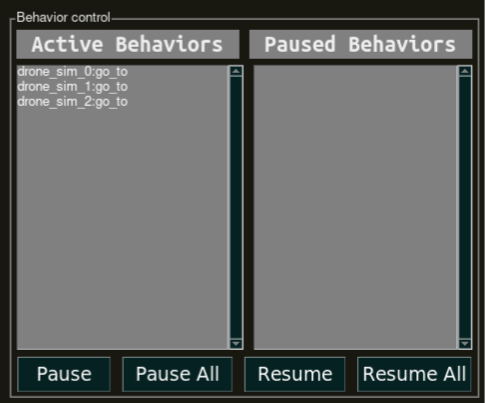 Behavior control
Active Behaviors
Paused Behaviors
drone_sim_0:go_to
drone_sim_1:go_to
drone_sim_2:go_to
Pause
Pause All
Resume
Resume All